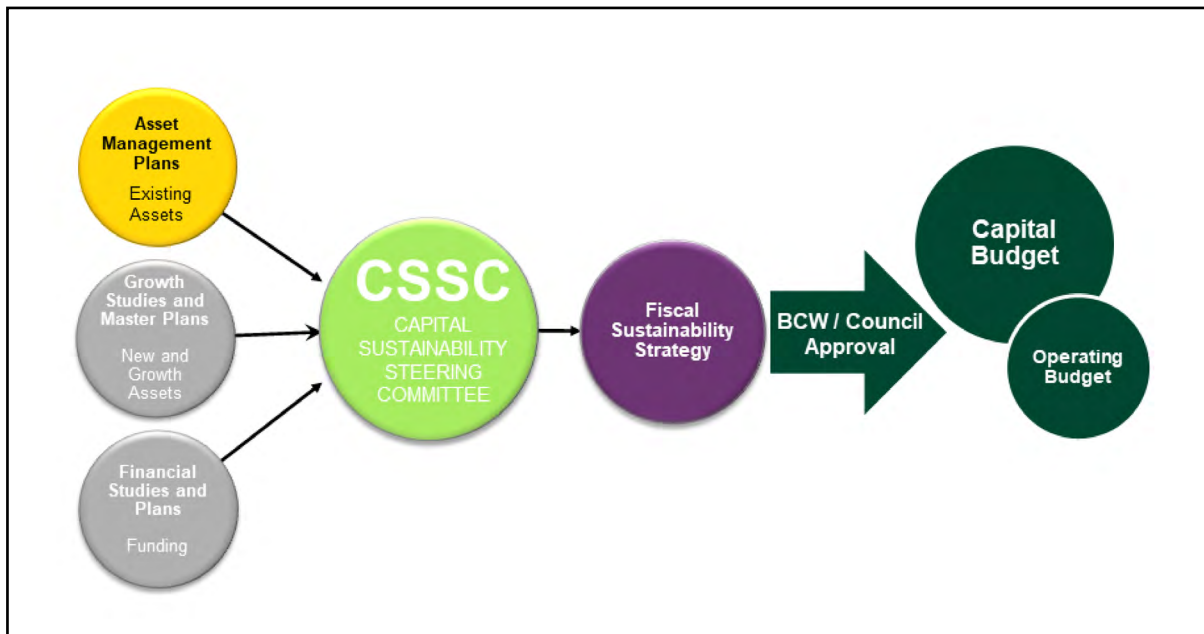 Asset
Management
Plans
Existing
Assets
Growth
Studies and
Master Plans
New and
Growth
Assets
Financial
Studies and
Plans
Funding
CSSC
CAPITAL
SUSTAINABILITY
STEERING
COMMITTEE
Fiscal
Sustainability
Strategy
BCW / Council
Approval
Capital
Budget
Operating
Budget